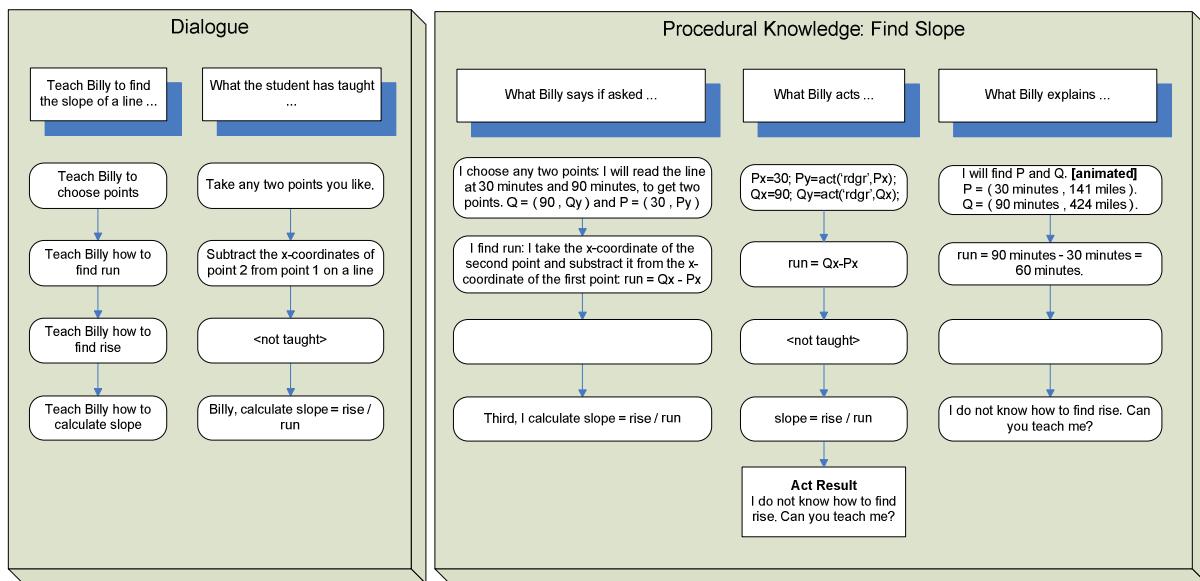 Dialogue
Teach Billy to find
the slope of a line ...
What the student has taught
...
Teach Billy to
choose points
Take any two points you like.
Teach Billy how to
find run
Subtract the x-coordinates of
point 2 from point 1 on a line
Teach Billy how to
find rise
<not taught>
Teach Billy how to
calculate slope
Billy, calculate slope = rise /
run
Procedural Knowledge: Find Slope
What Billy says if asked ...
What Billy acts ...
What Billy explains ...
I choose any two points: I will read the line
at 30 minutes and 90 minutes, to get two
points. Q = ( 90 , Qy ) and P = ( 30 , Py )
Px=30; Py=act(‘rdgr’,Px);
Qx=90; Qy=act(‘rdgr’,Qx);
I will find P and Q. [animated]
P = ( 30 minutes , 141 miles ).
Q = ( 90 minutes , 424 miles ).
I find run: I take the x-coordinate of the
second point and substract it from the x-
coordinate of the first point: run = Qx - Px
run = Qx-Px
run = 90 minutes - 30 minutes =
60 minutes.
<not taught>
Third, I calculate slope = rise / run
slope = rise / run
I do not know how to find rise. Can
you teach me?
Act Result
I do not know how to find
rise. Can you teach me?